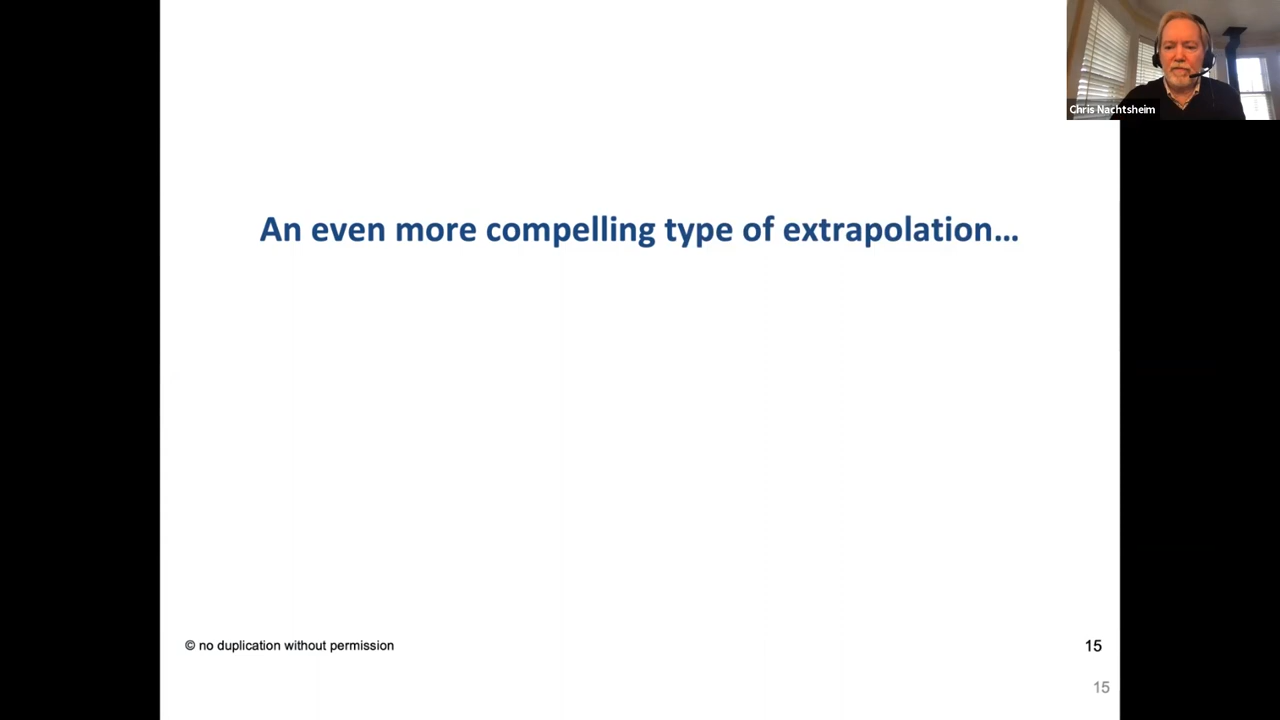 Chris Nachtsheim
An even more compelling type of extrapolation…
© no duplication without permission
15
15